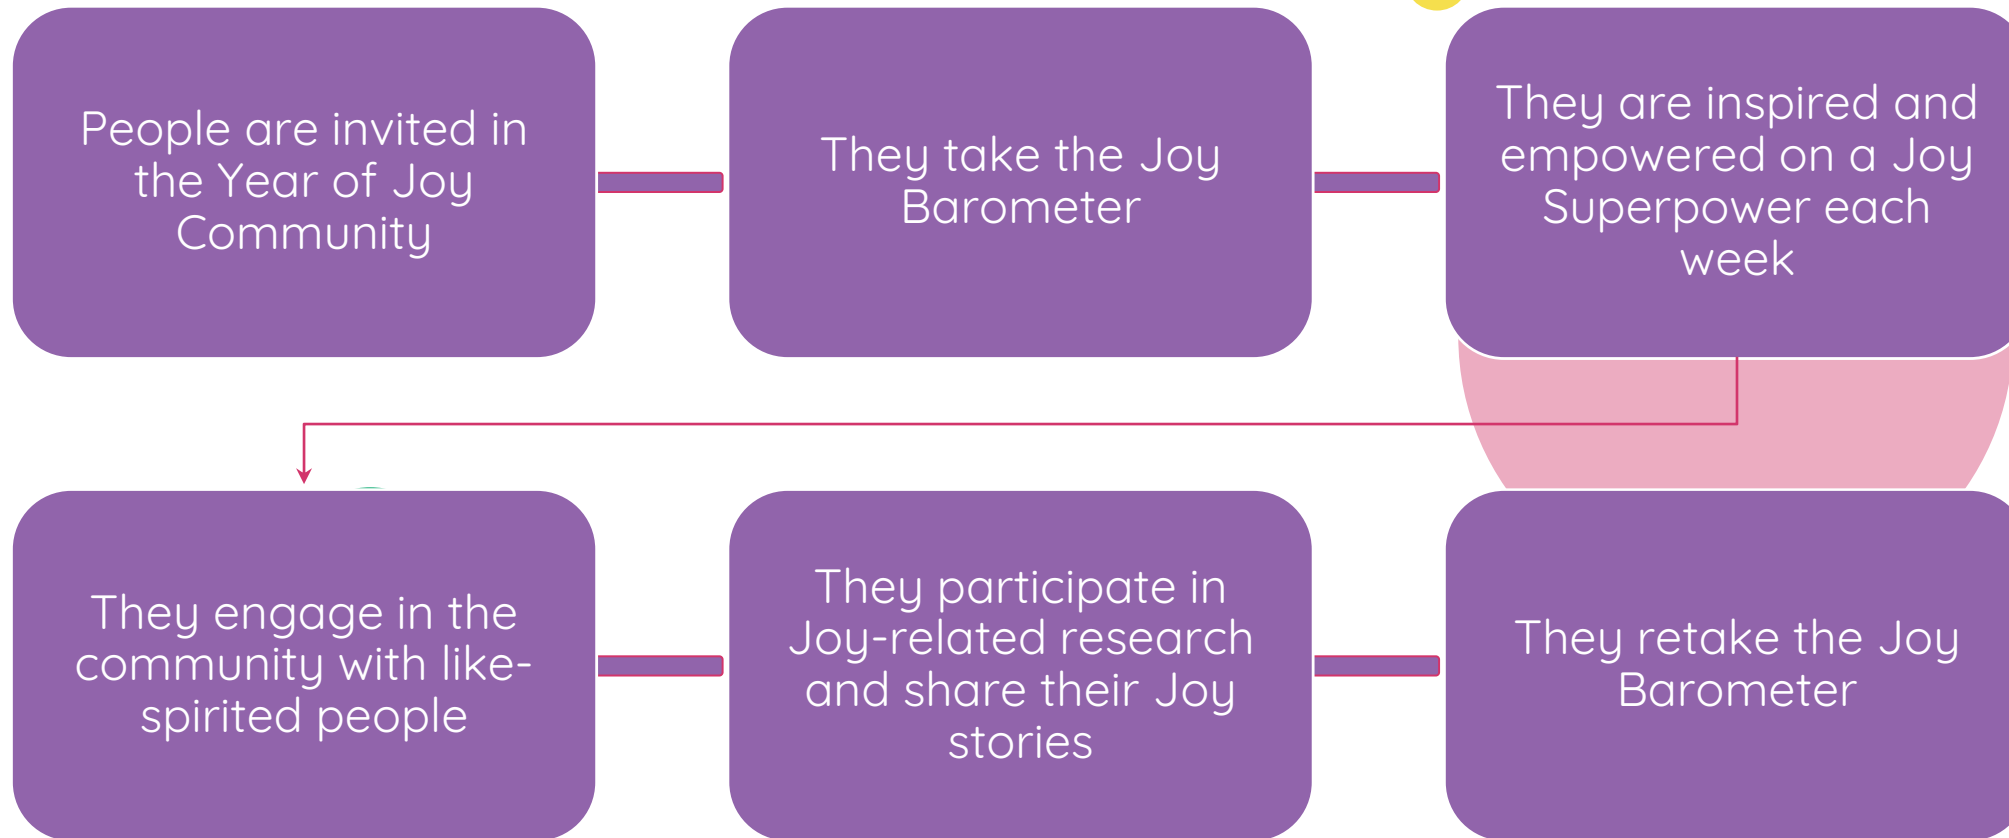 People are invited in
the Year of Joy
Community
They take the Joy
Barometer
They are inspired and
empowered on a Joy
Superpower each
week
They engage in the
community with like-
spirited people
They participate in
Joy-related research
and share their Joy
stories
They retake the Joy
Barometer